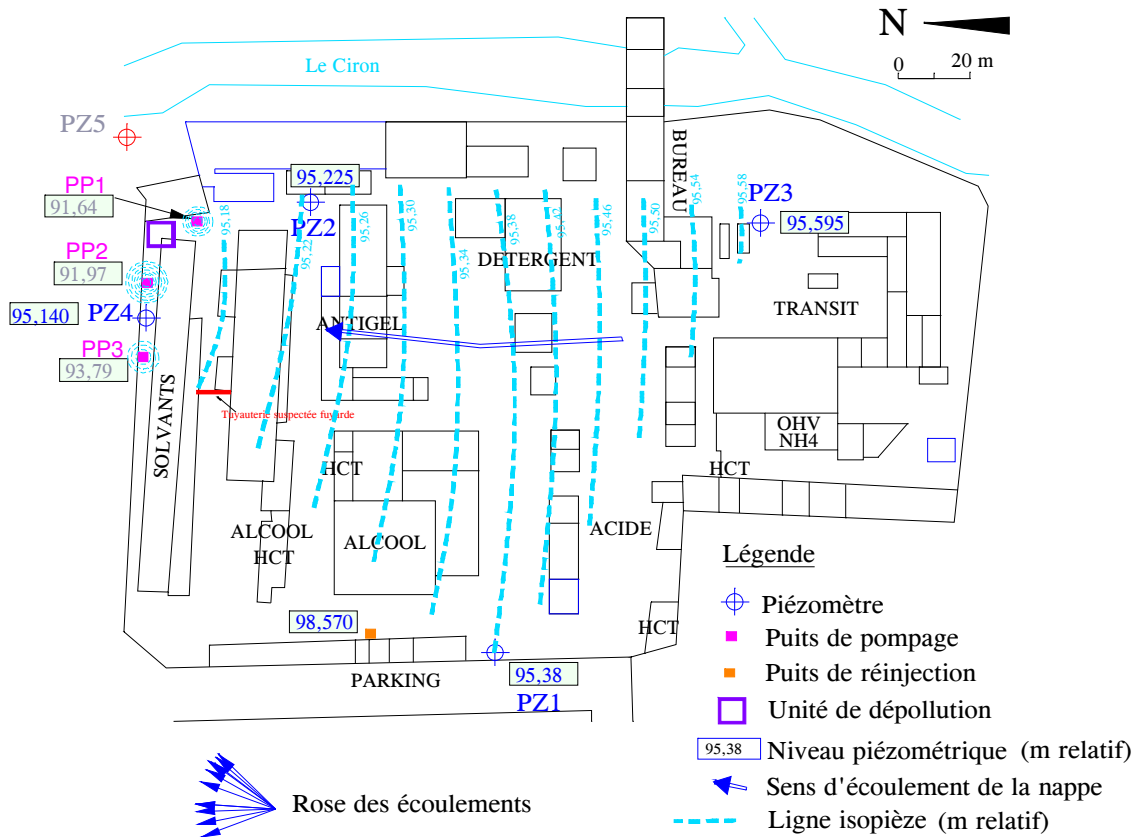 N
0 20 m
Le Ciron
PZ5
PP1
91,64
PP2
91,97
95,140
PZ4
PP3
93,79
SOLVANTS
95,225
PZ2
95,18
95,22
95,26
95,30
95,34
95,38
95,42
95,46
95,50
95,54
95,58
BUREAU
PZ3
95,595
DETERGENT
ANTIGEL
TRANSIT
Tuyauterie suspectée fuyarde
OHV
NH4
HCT
HCT
ALCOOL
HCT
ALCOOL
ACIDE
HCT
98,570
PARKING
95,38
PZ1
Légende
Piézomètre
Puits de pompage
Puits de réinjection
Unité de dépollution
95,38 Niveau piézométrique (m relatif)
Sens d'écoulement de la nappe
Ligne isopièze (m relatif)
Rose des écoulements